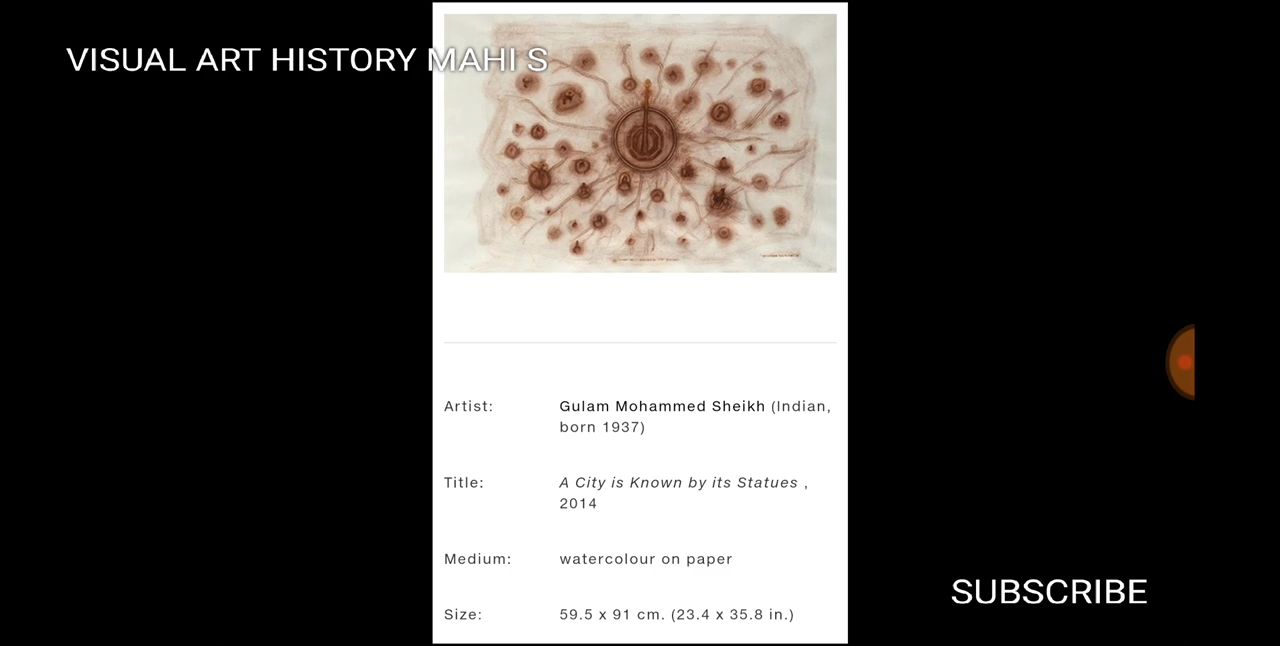 VISUAL ART HISTORY MAHI S
Artist:
Gulam Mohammed Sheikh (Indian,
born 1937)
Title:
A City is Known by its Statues ,
2014
Medium:
watercolour on paper
Size:
59.5 x 91 cm. (23.4 x 35.8 in.)
SUBSCRIBE